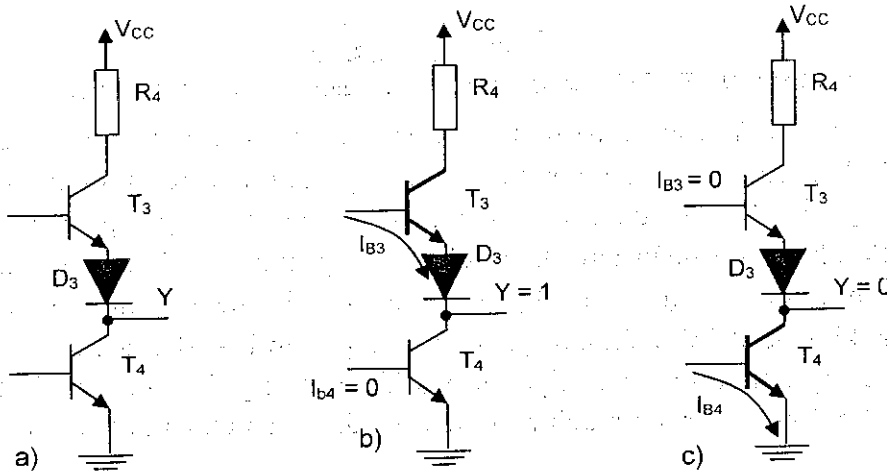 Vcc
R4
T3
D3
Y
T4
a)
Vcc
R4
T3
IB3
D3
Y = 1
T4
Ib4 = 0
b)
Vcc
R4
IB3 = 0
T3
D3
Y = 0
T4
IB4
c)